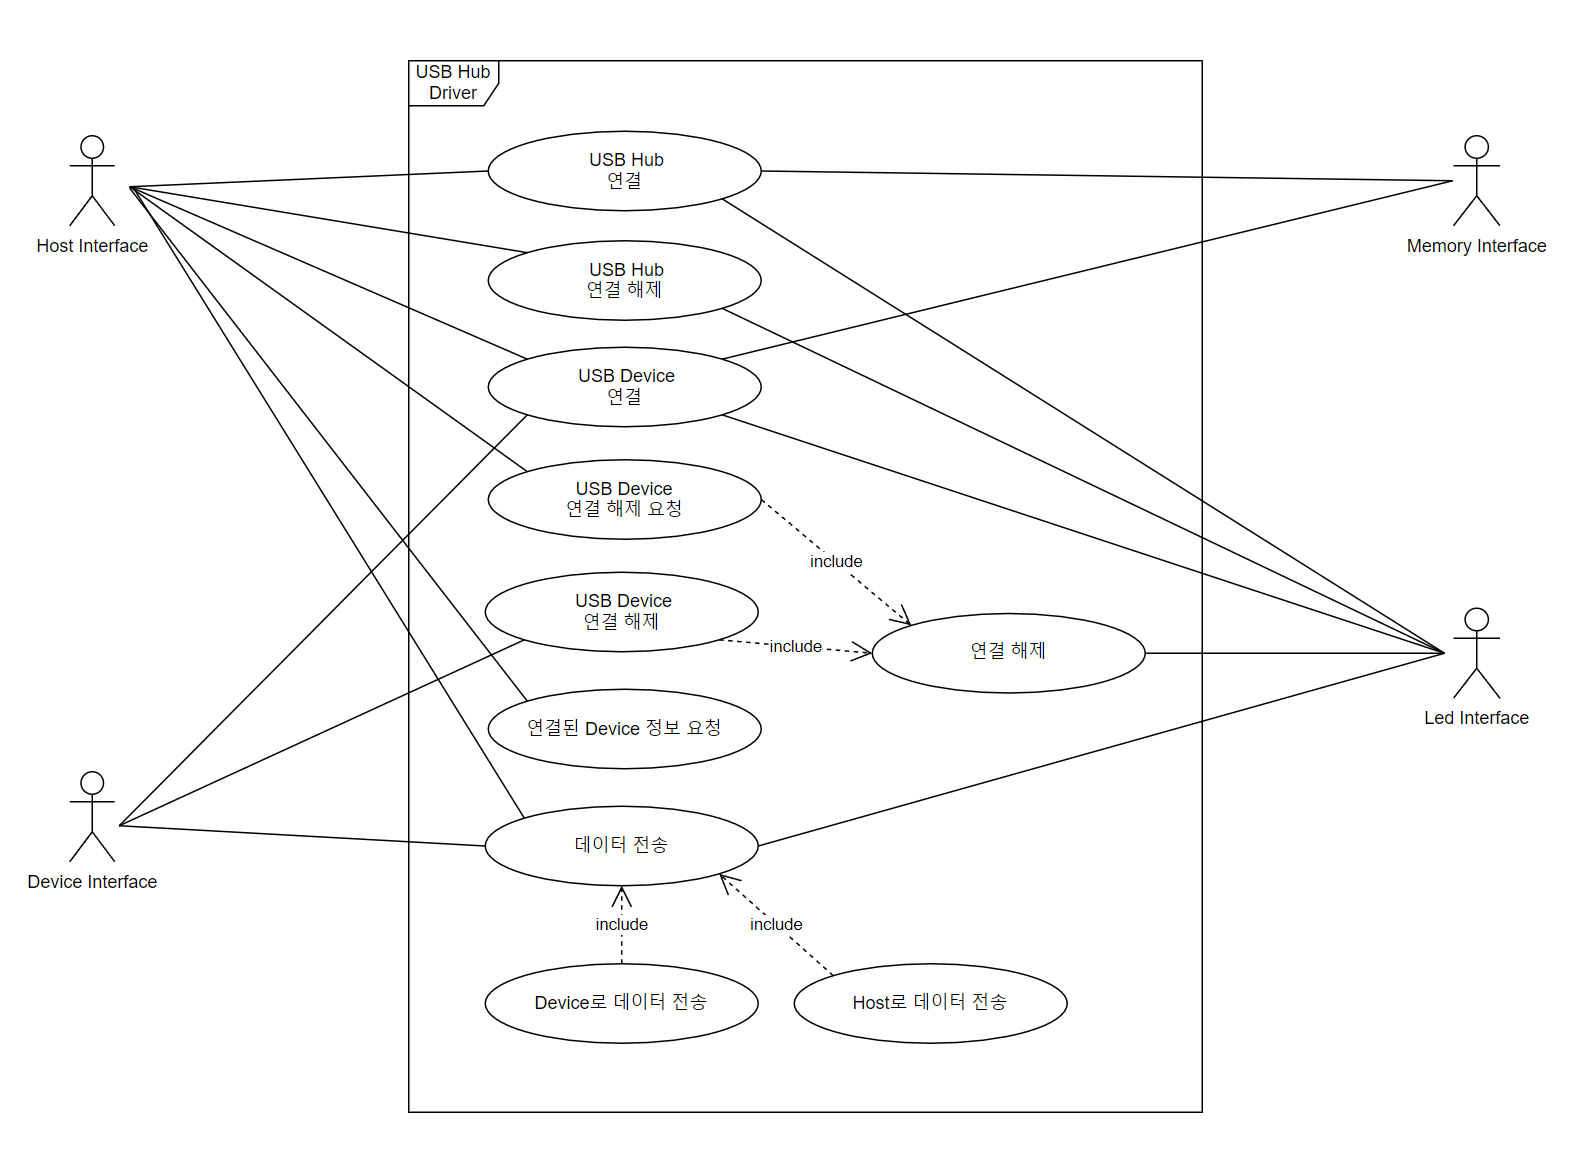 USB Hub
Driver
USB Hub
연결
Host Interface
Memory Interface
USB Hub
연결 해제
USB Device
연결
USB Device
연결 해제 요청
include
USB Device
연결 해제
include
연결 해제
Led Interface
연결된 Device 정보 요청
데이터 전송
Device Interface
include
include
Device로 데이터 전송
Host로 데이터 전송